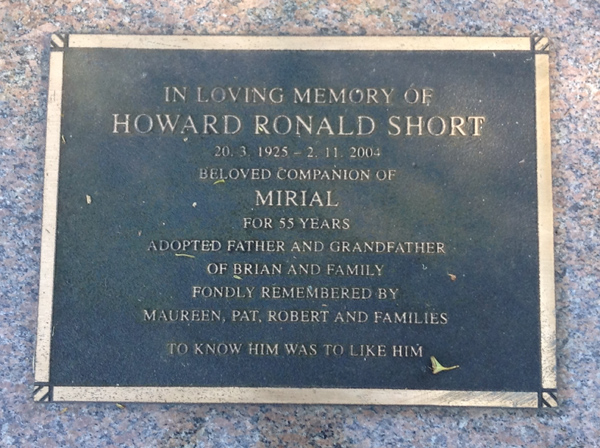 IN LOVING MEMORY OF
HOWARD RONALD SHORT
20. 3. 1925 – 2. 11. 2004
BELOVED COMPANION OF
MIRIAL
FOR 55 YEARS
ADOPTED FATHER AND GRANDFATHER
OF BRIAN AND FAMILY
FONDLY REMEMBERED BY
MAUREEN, PAT, ROBERT AND FAMILIES
TO KNOW HIM WAS TO LIKE HIM